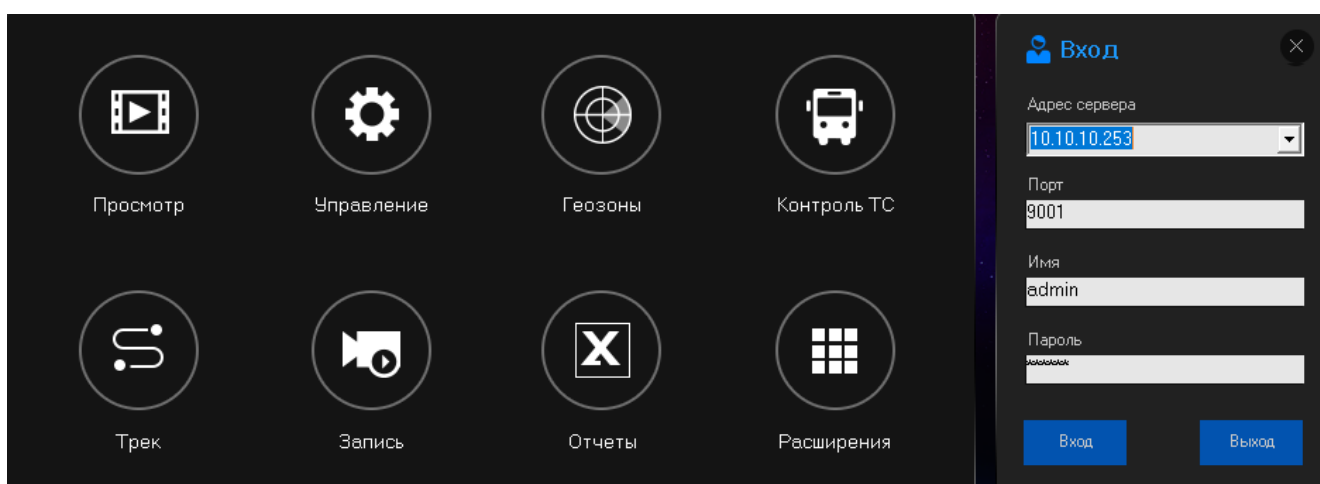 Просмотр
Управление
Геозоны
Контроль ТС
Трек
Запись
Отчеты
Расширения
Вход
Адрес сервера
10.10.10.253
Порт
9001
Имя
admin
Пароль
*******
Вход
Выход